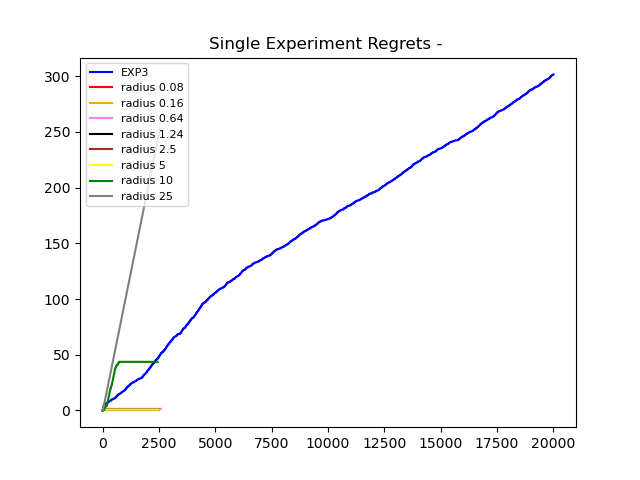 Single Experiment Regrets -
300
250
200
150
100
50
0
EXP3
radius 0.08
radius 0.16
radius 0.64
radius 1.24
radius 2.5
radius 5
radius 10
radius 25
0 2500 5000 7500 10000 12500 15000 17500 20000